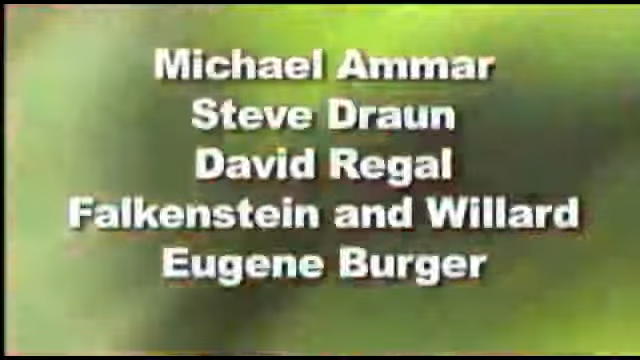 Michael Ammar
Steve Draun
David Regal
Falkenstein and Willard
Eugene Burger